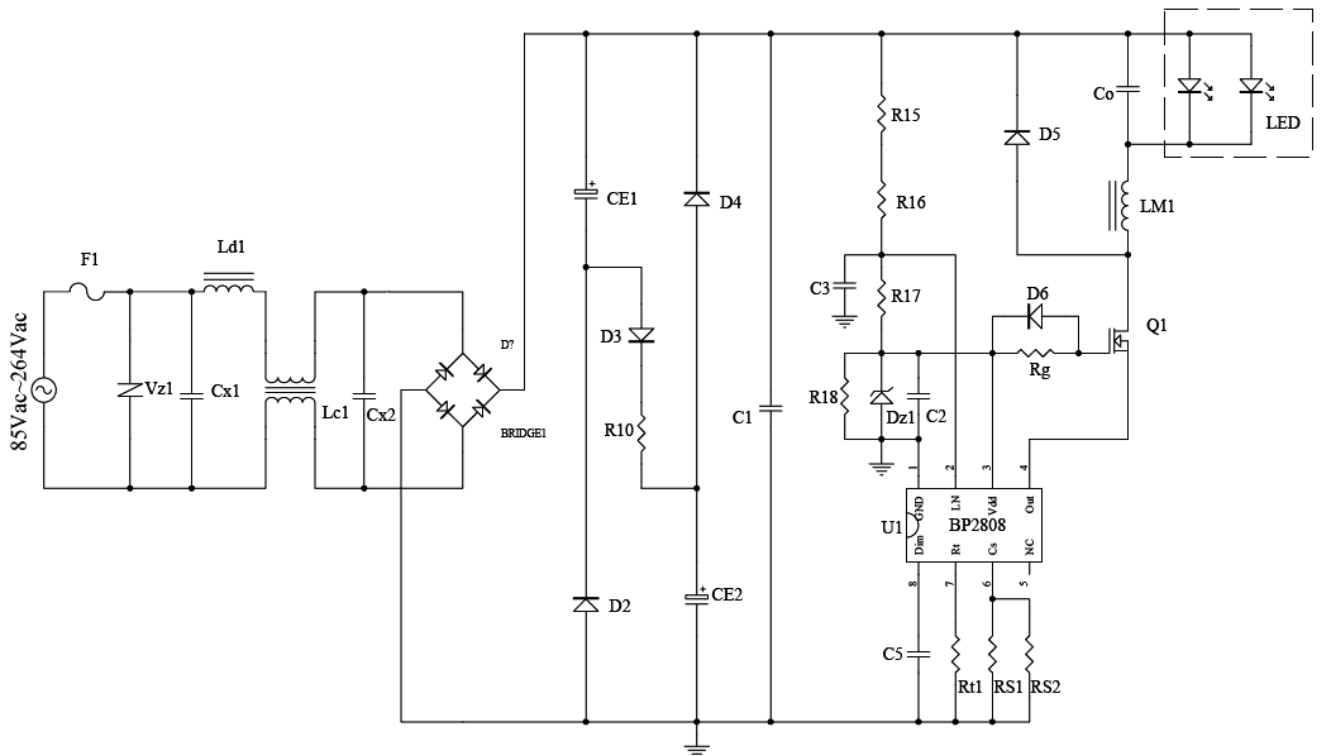 Co
LED
D5
R15
R16
LM1
CE1
D4
Ld1
F1
C3
R17
D6
Q1
D3
D?
Rg
85Vac~264Vac
Vz1
Cx1
Lc1
Cx2
C1
R18
Dz1
C2
R10
BRIDGE1
1
2
3
4
GND
LN
Vdd
Out
U1
BP2808
Dim
Rt
Cs
NC
8
7
6
5
D2
CE2
C5
Rt1
RS1
RS2
+
+